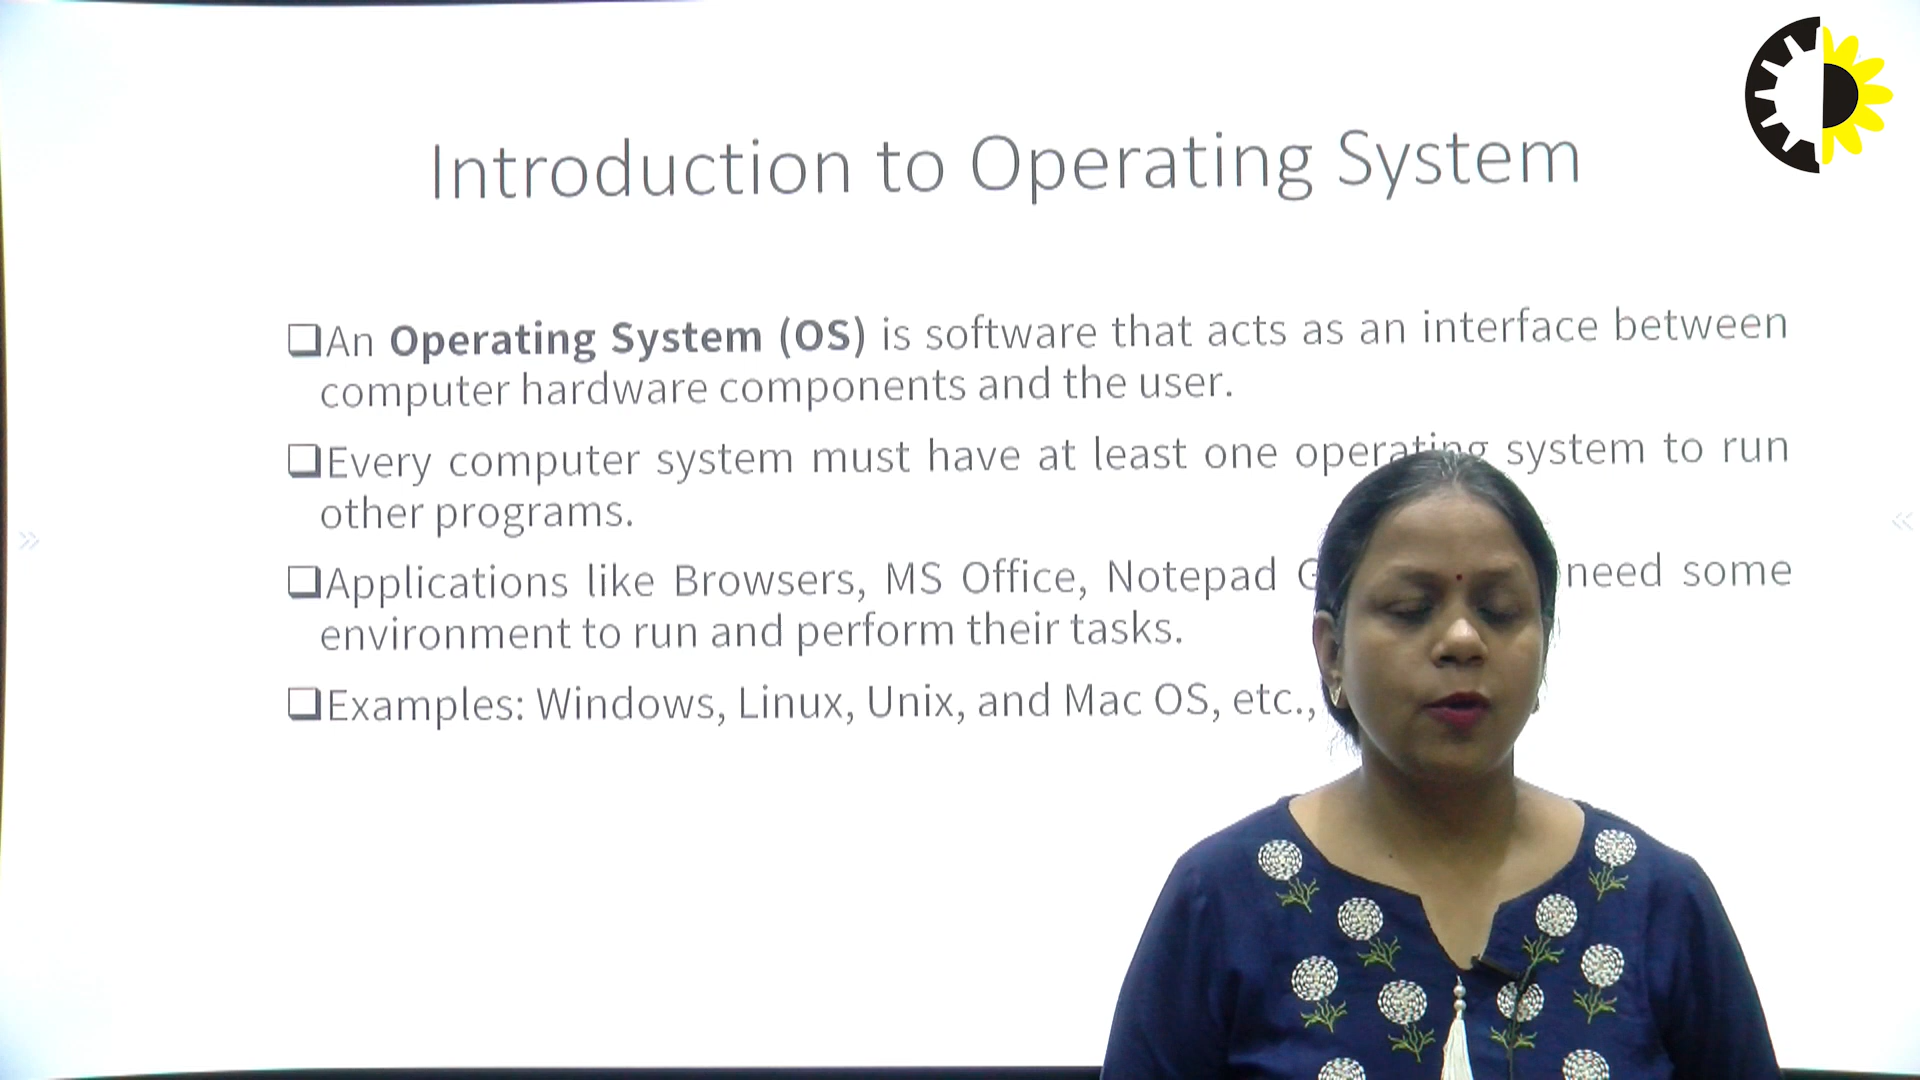 Introduction to Operating System
❑An Operating System (OS) is software that acts as an interface between
computer hardware components and the user.
❑Every computer system must have at least one operating system to run
other programs.
❑Applications like Browsers, MS Office, Notepad need some
environment to run and perform their tasks.
❑Examples: Windows, Linux, Unix, and Mac OS, etc.,